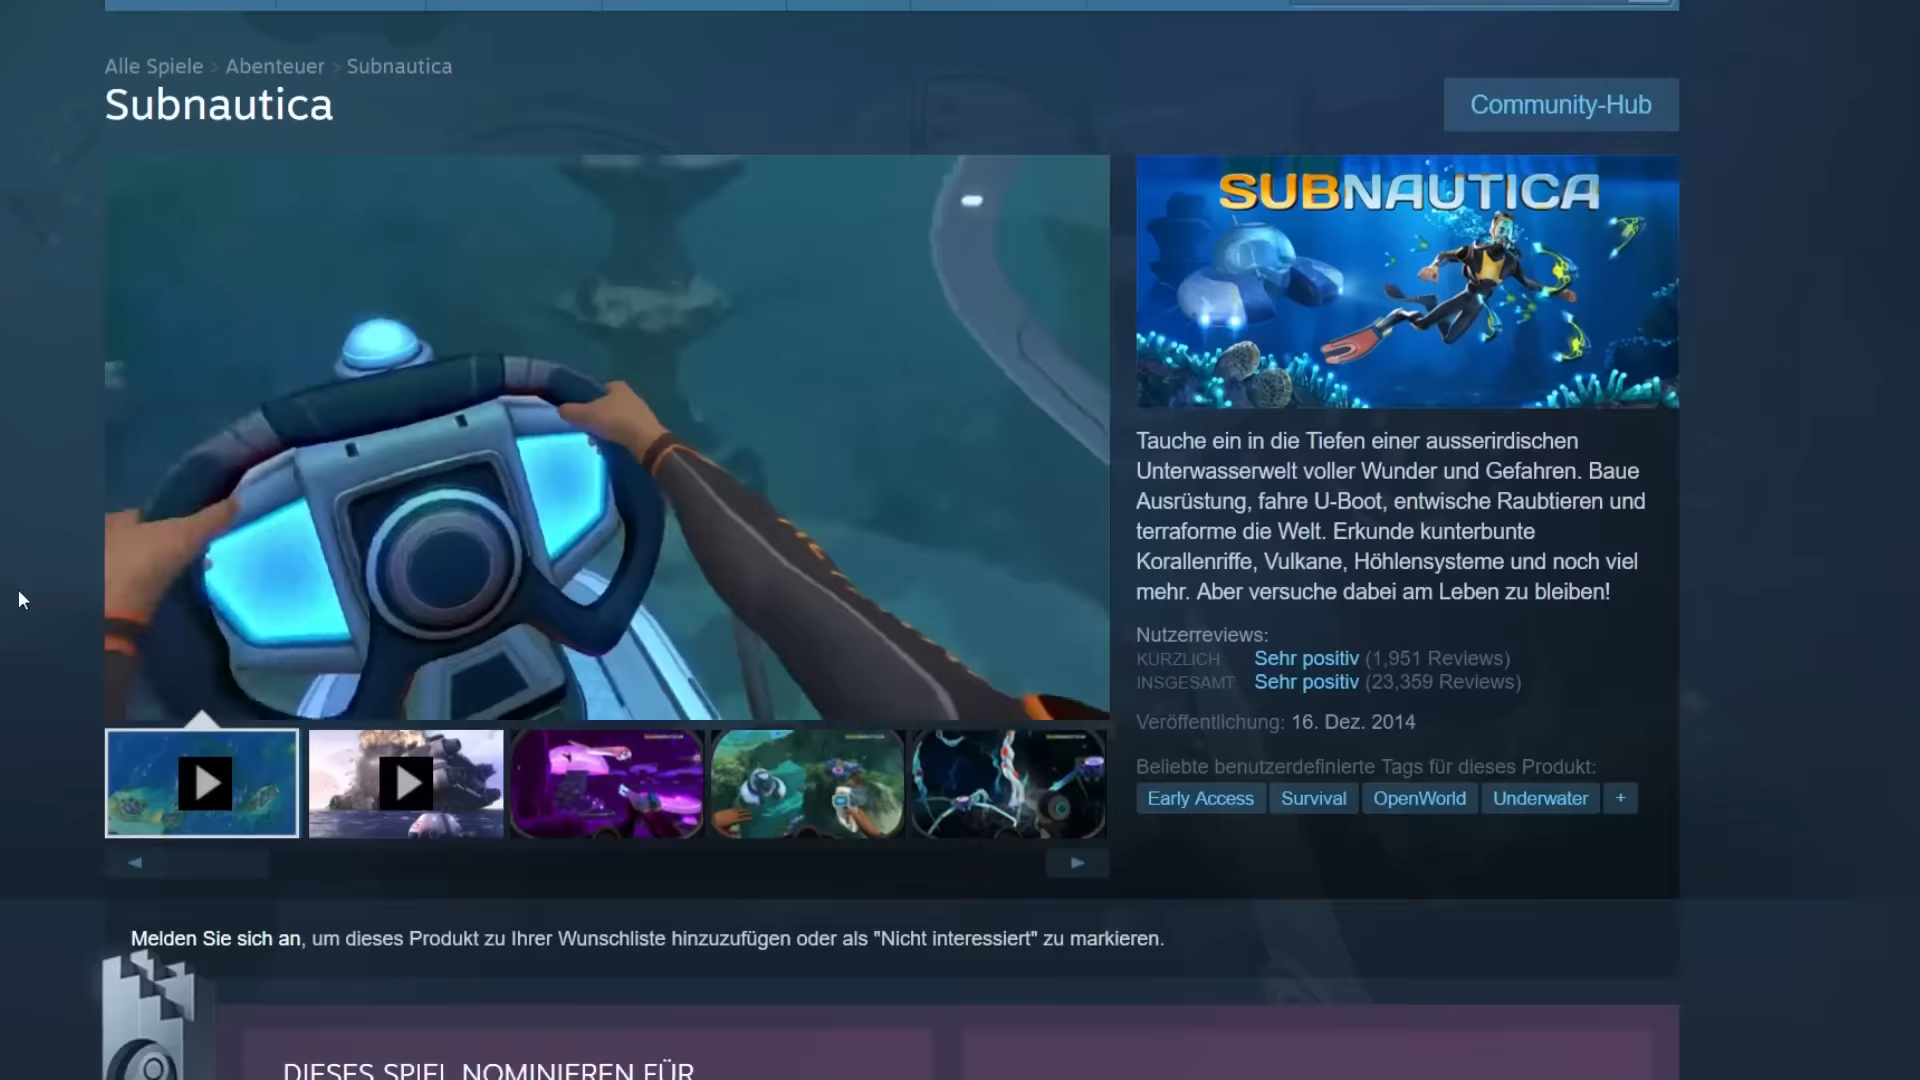 Alle Spiele > Abenteuer > Subnautica
Subnautica
Community-Hub
SUBNAUTICA
Tauche ein in die Tiefen einer ausserirdischen
Unterwasserwelt voller Wunder und Gefahren. Baue
Ausrüstung, fahre U-Boot, entwische Raubtieren und
terraforme die Welt. Erkunde kunterbunte
Korallenriffe, Vulkane, Höhlensysteme und noch viel
mehr. Aber versuche dabei am Leben zu bleiben!
Nutzerreviews:
KÜRZLICH: Sehr positiv (1,951 Reviews)
INSGESAMT: Sehr positiv (23,359 Reviews)
Veröffentlichung: 16. Dez. 2014
Beliebte benutzerdefinierte Tags für dieses Produkt:
Early Access Survival OpenWorld Underwater +
Melden Sie sich an, um dieses Produkt zu Ihrer Wunschliste hinzuzufügen oder als "Nicht interessiert" zu markieren.
DIESES SPIEL NOMINIEREN FÜR